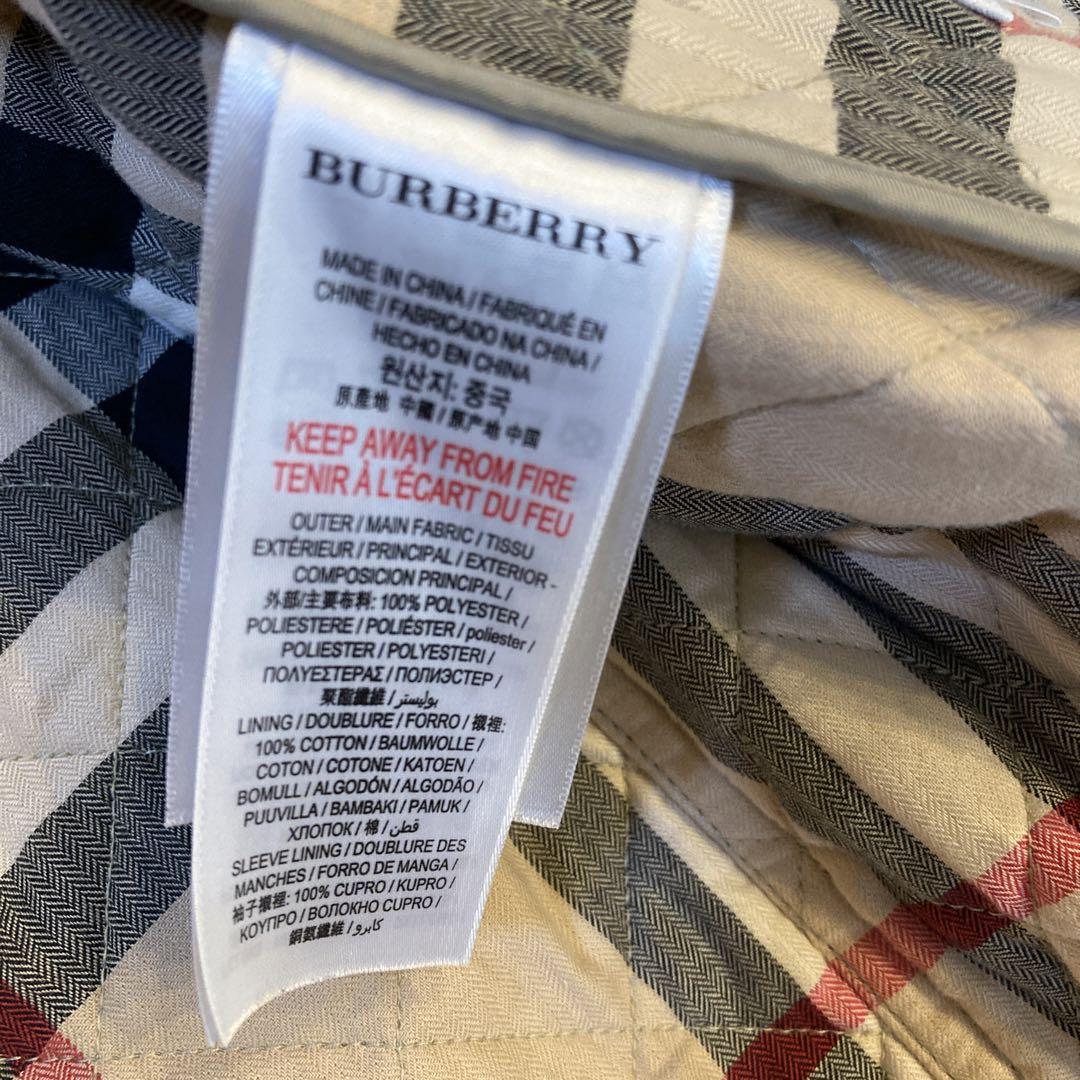 BURBERRY
MADE IN CHINA / FABRIQUÉ EN
CHINE / FABRICADO NA CHINA /
HECHO EN CHINA
원산지: 중국
原產地 中國 / 原产地 中国
KEEP AWAY FROM FIRE
TENIR À L'ÉCART DU FEU
OUTER / MAIN FABRIC / TISSU
EXTÉRIEUR / PRINCIPAL / EXTERIOR -
COMPOSICION PRINCIPAL /
外部/主要布料: 100% POLYESTER /
POLIESTERE / POLIÉSTER / poliester /
POLIESTER / POLYESTERI /
ΠΟΛΥΕΣΤΕΡΑΣ / ПОЛИЭСТЕР /
聚酯纖維 / بوليستر /
LINING / DOUBLURE / FORRO / 襯裡:
100% COTTON / BAUMWOLLE /
COTON / COTONE / KATOEN /
BOMULL / ALGODÓN / ALGODÃO /
PUUVILLA / BAMBAKI / PAMUK /
ХЛОПОК / 棉 / قطن /
SLEEVE LINING / DOUBLURE DES
MANCHES / FORRO DE MANGA /
袖子襯裡: 100% CUPRO / KUPRO /
ΚΟΥΠΡΟ / ВОЛОКНО CUPRO /
銅氨纖維 / كابرو /